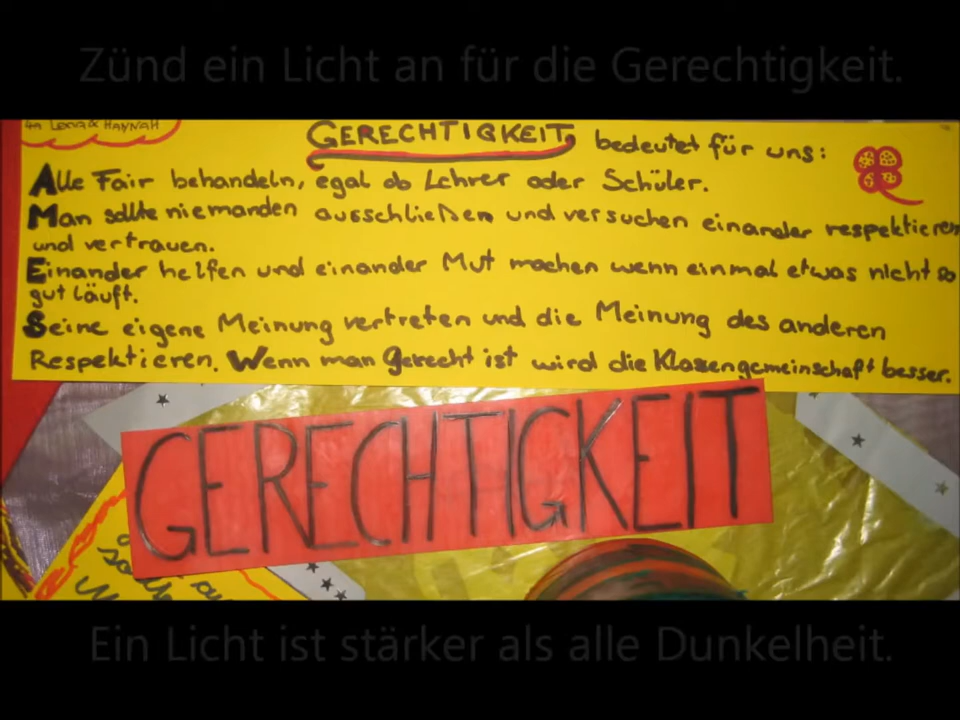 Zünd ein Licht an für die Gerechtigkeit.
4a Lena & HANNAH
GERECHTIGKEIT bedeutet für uns:
Alle Fair behandeln, egal ob Lehrer oder Schüler.
Man sollte niemanden ausschließen und versuchen einander respektieren
und vertrauen.
Einander helfen und einander Mut machen wenn einmal etwas nicht so
gut läuft.
Seine eigene Meinung vertreten und die Meinung des anderen
Respektieren. Wenn man gerecht ist wird die Klassengemeinschaft besser.
GERECHTIGKEIT
Ein Licht ist stärker als alle Dunkelheit.